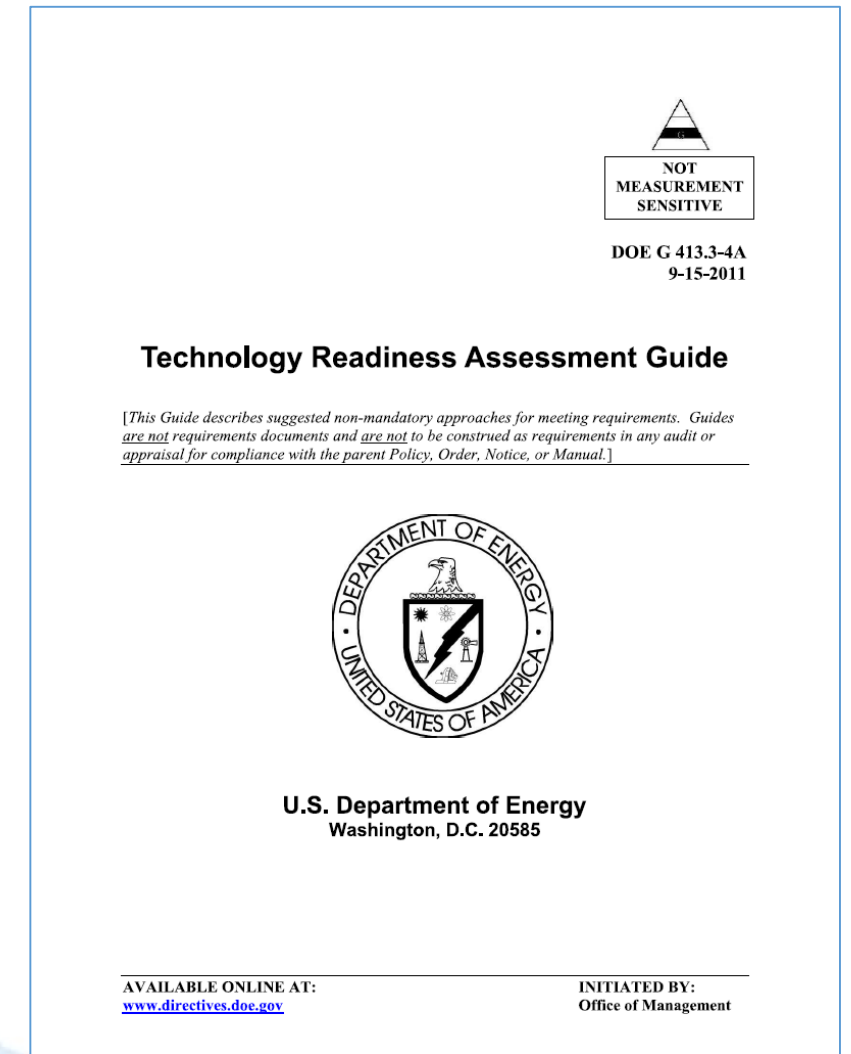 G
NOT
MEASUREMENT
SENSITIVE
DOE G 413.3-4A
9-15-2011
Technology Readiness Assessment Guide
[This Guide describes suggested non-mandatory approaches for meeting requirements. Guides
are not requirements documents and are not to be construed as requirements in any audit or
appraisal for compliance with the parent Policy, Order, Notice, or Manual.]
DEPARTMENT OF ENERGY
UNITED STATES OF AMERICA
U.S. Department of Energy
Washington, D.C. 20585
AVAILABLE ONLINE AT:
www.directives.doe.gov
INITIATED BY:
Office of Management